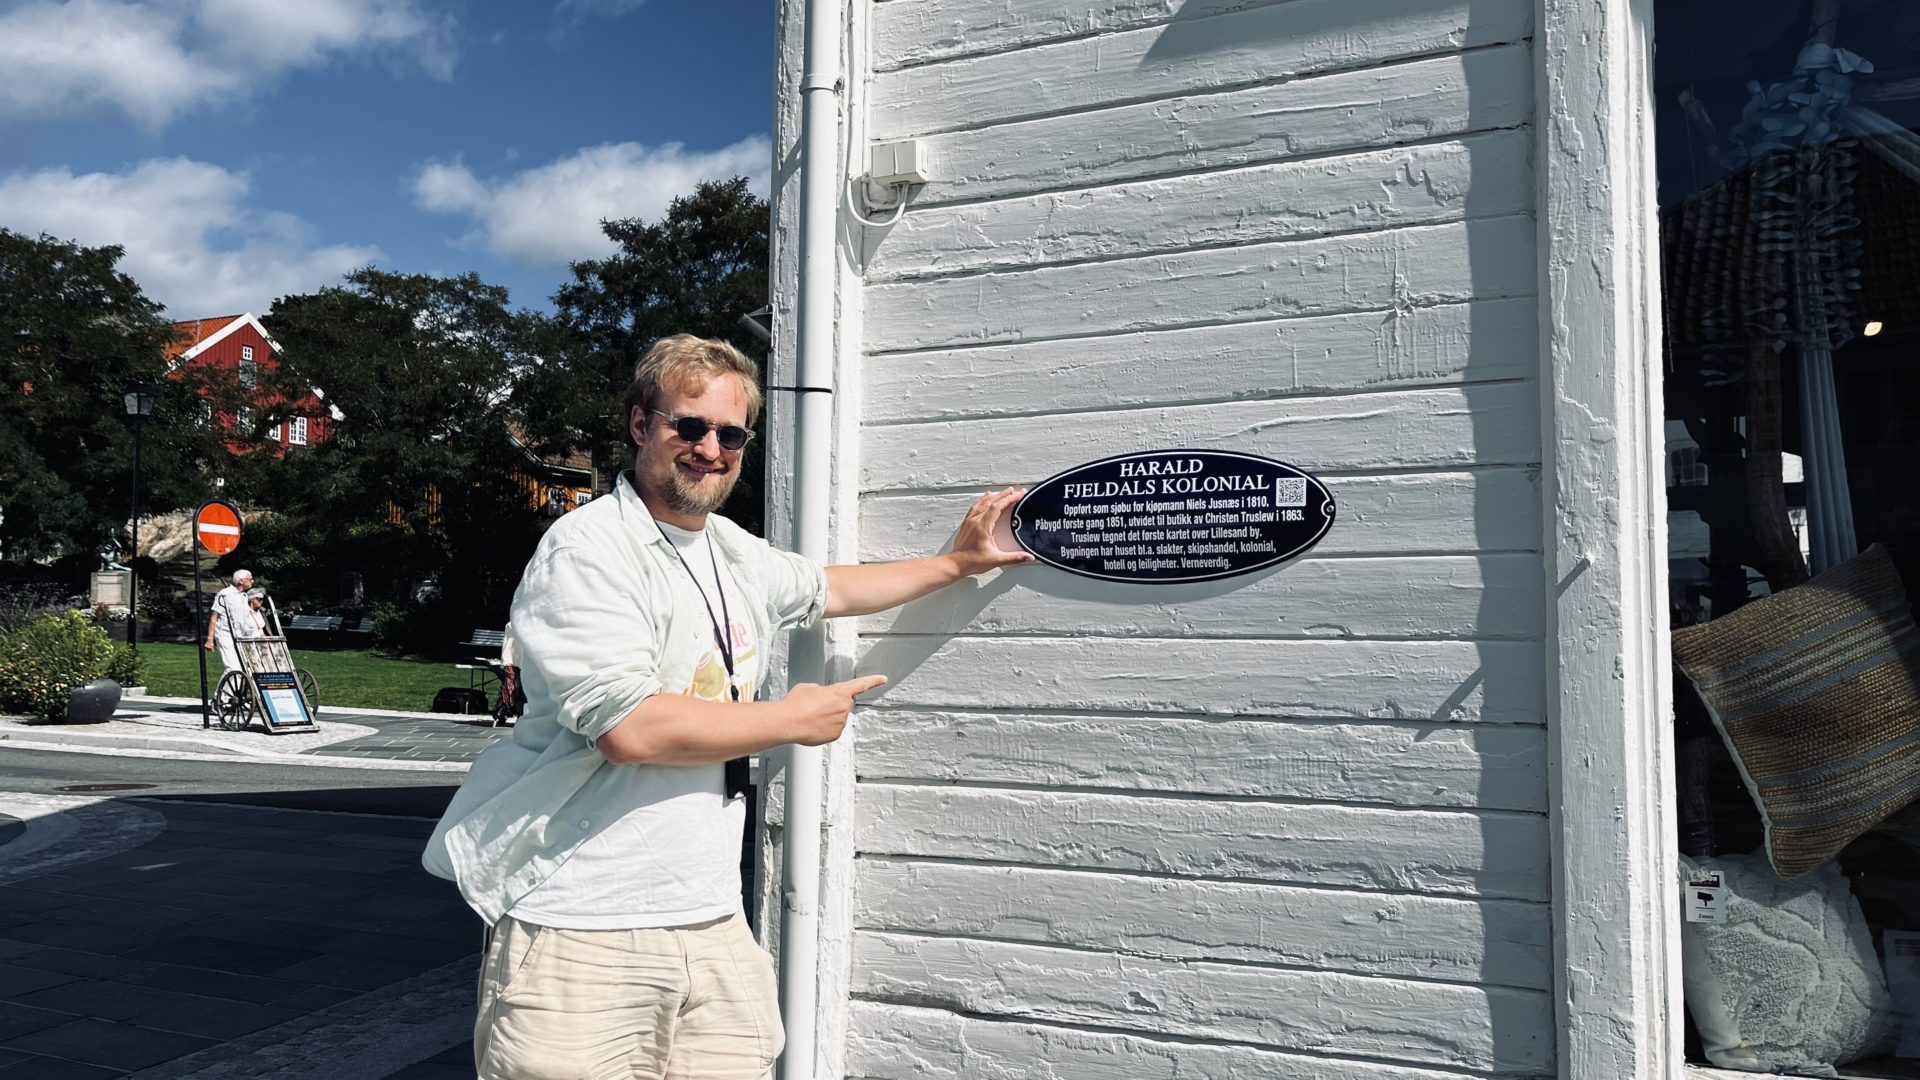 HARALD
FJELDALS KOLONIAL
Oppført som sjøbu for kjøpmann Niels Jusnæs i 1810.
Påbygd første gang 1851, utvidet til butikk av Christen Truslew i 1863.
Truslew tegnet det første kartet over Lillesand by.
Bygningen har huset bl.a. slakter, skipshandel, kolonial,
hotell og leiligheter. Verneverdig.